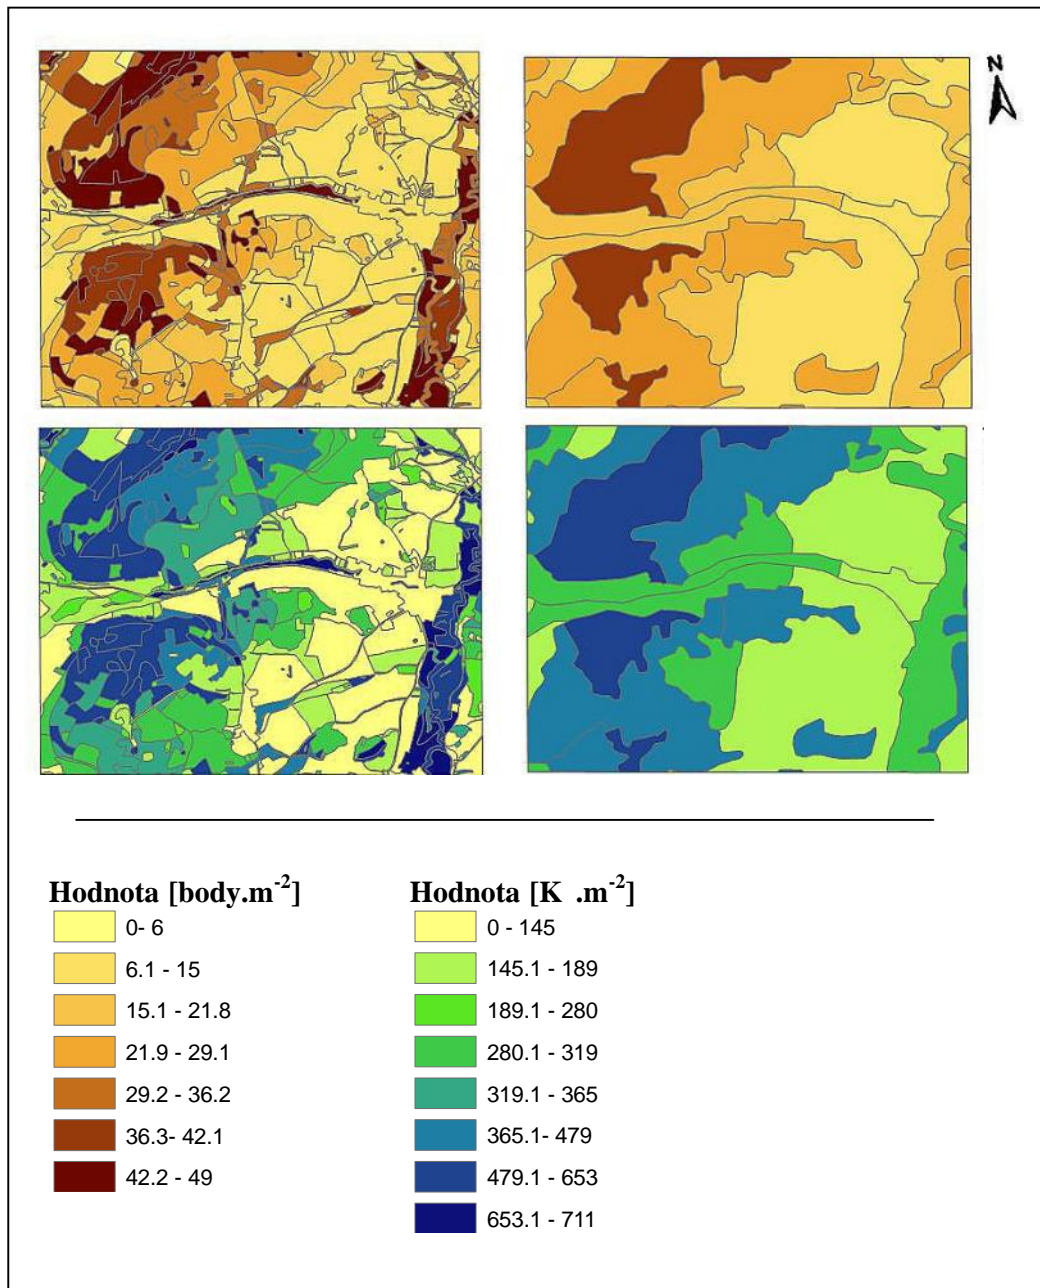 N
Hodnota [body.m-2]
0- 6
6.1 - 15
15.1 - 21.8
21.9 - 29.1
29.2 - 36.2
36.3- 42.1
42.2 - 49
Hodnota [K .m-2]
0 - 145
145.1 - 189
189.1 - 280
280.1 - 319
319.1 - 365
365.1- 479
479.1 - 653
653.1 - 711